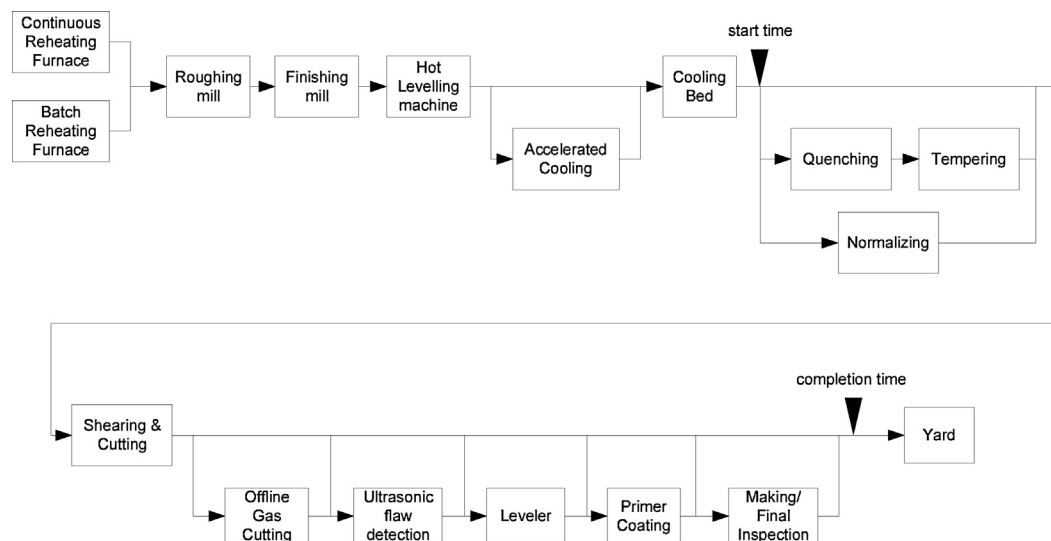 Continuous
Reheating
Furnace
Batch
Reheating
Furnace
Roughing
mill
Finishing
mill
Hot
Levelling
machine
Accelerated
Cooling
Cooling
Bed
start time
Quenching
Tempering
Normalizing
Shearing &
Cutting
Offline
Gas
Cutting
Ultrasonic
flaw
detection
Leveler
Primer
Coating
Making/
Final
Inspection
completion time
Yard